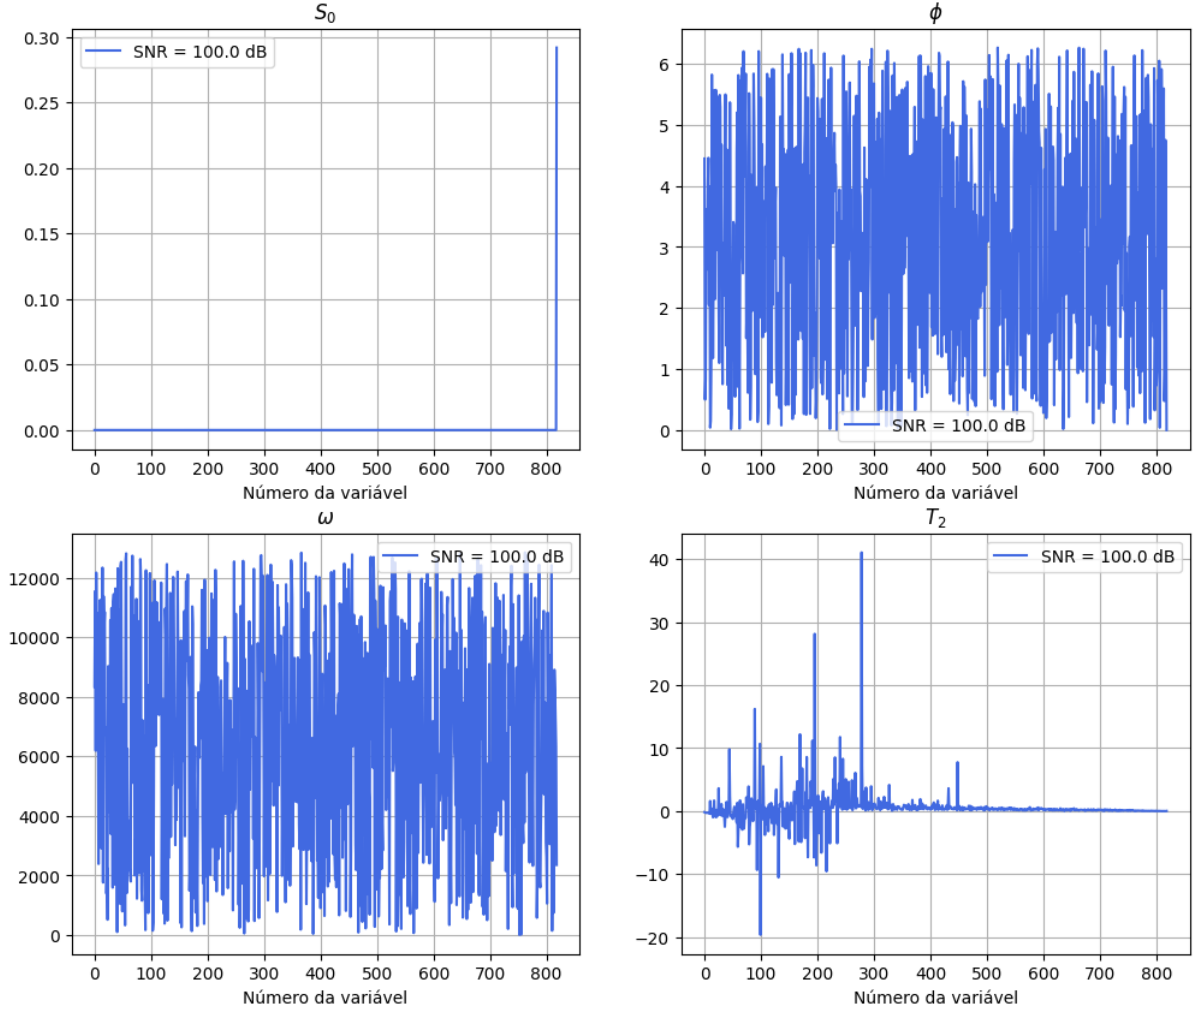 S₀
0.30
0.25
0.20
0.15
0.10
0.05
0.00
SNR = 100.0 dB
0 100 200 300 400 500 600 700 800
Número da variável
ϕ
6
5
4
3
2
1
0
SNR = 100.0 dB
0 100 200 300 400 500 600 700 800
Número da variável
ω
12000
10000
8000
6000
4000
2000
0
SNR = 100.0 dB
0 100 200 300 400 500 600 700 800
Número da variável
T₂
40
30
20
10
0
−10
−20
SNR = 100.0 dB
0 100 200 300 400 500 600 700 800
Número da variável